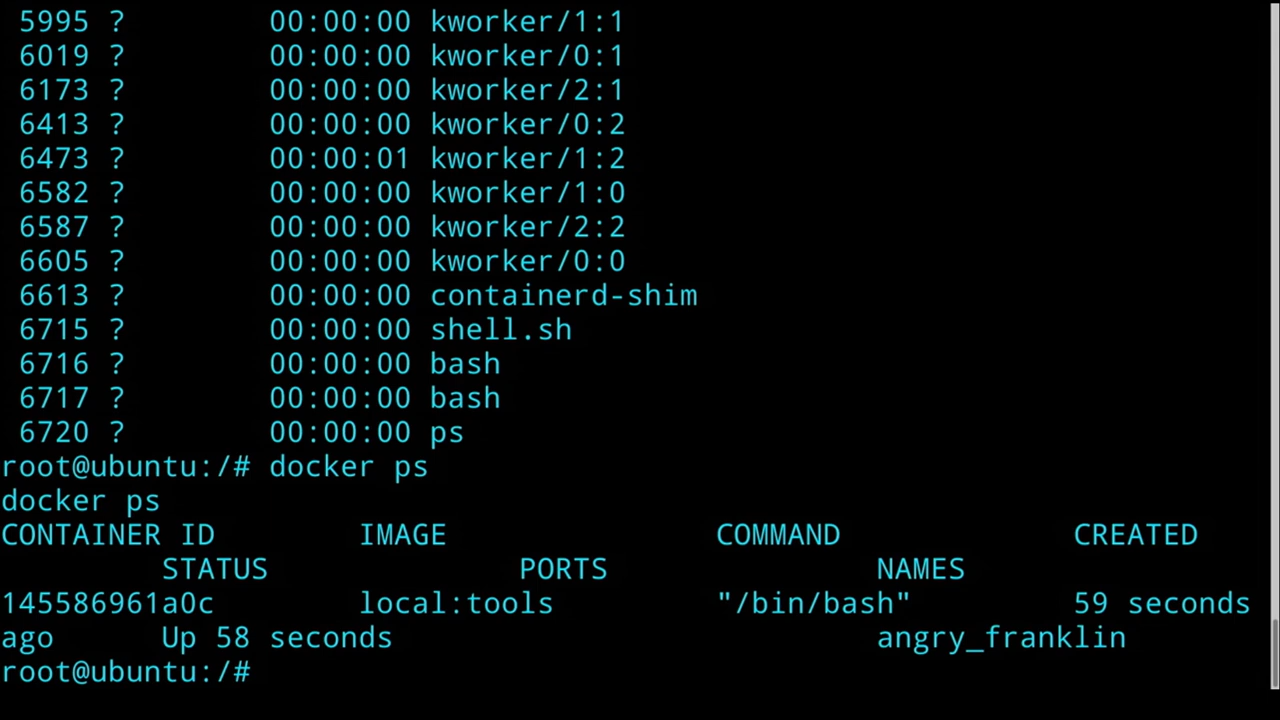 5995 ?        00:00:00 kworker/1:1
6019 ?        00:00:00 kworker/0:1
6173 ?        00:00:00 kworker/2:1
6413 ?        00:00:00 kworker/0:2
6473 ?        00:00:01 kworker/1:2
6582 ?        00:00:00 kworker/1:0
6587 ?        00:00:00 kworker/2:2
6605 ?        00:00:00 kworker/0:0
6613 ?        00:00:00 containerd-shim
6715 ?        00:00:00 shell.sh
6716 ?        00:00:00 bash
6717 ?        00:00:00 bash
6720 ?        00:00:00 ps
root@ubuntu:/# docker ps
docker ps
CONTAINER ID        IMAGE               COMMAND             CREATED
         STATUS              PORTS               NAMES
145586961a0c        local:tools         "/bin/bash"         59 seconds
ago      Up 58 seconds                           angry_franklin
root@ubuntu:/#